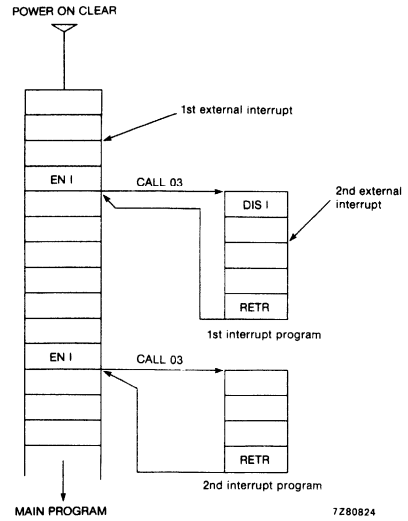 POWER ON CLEAR
1st external interrupt
EN I
CALL 03
DIS I
2nd external
interrupt
RETR
1st interrupt program
EN I
CALL 03
RETR
2nd interrupt program
MAIN PROGRAM
7Z80824